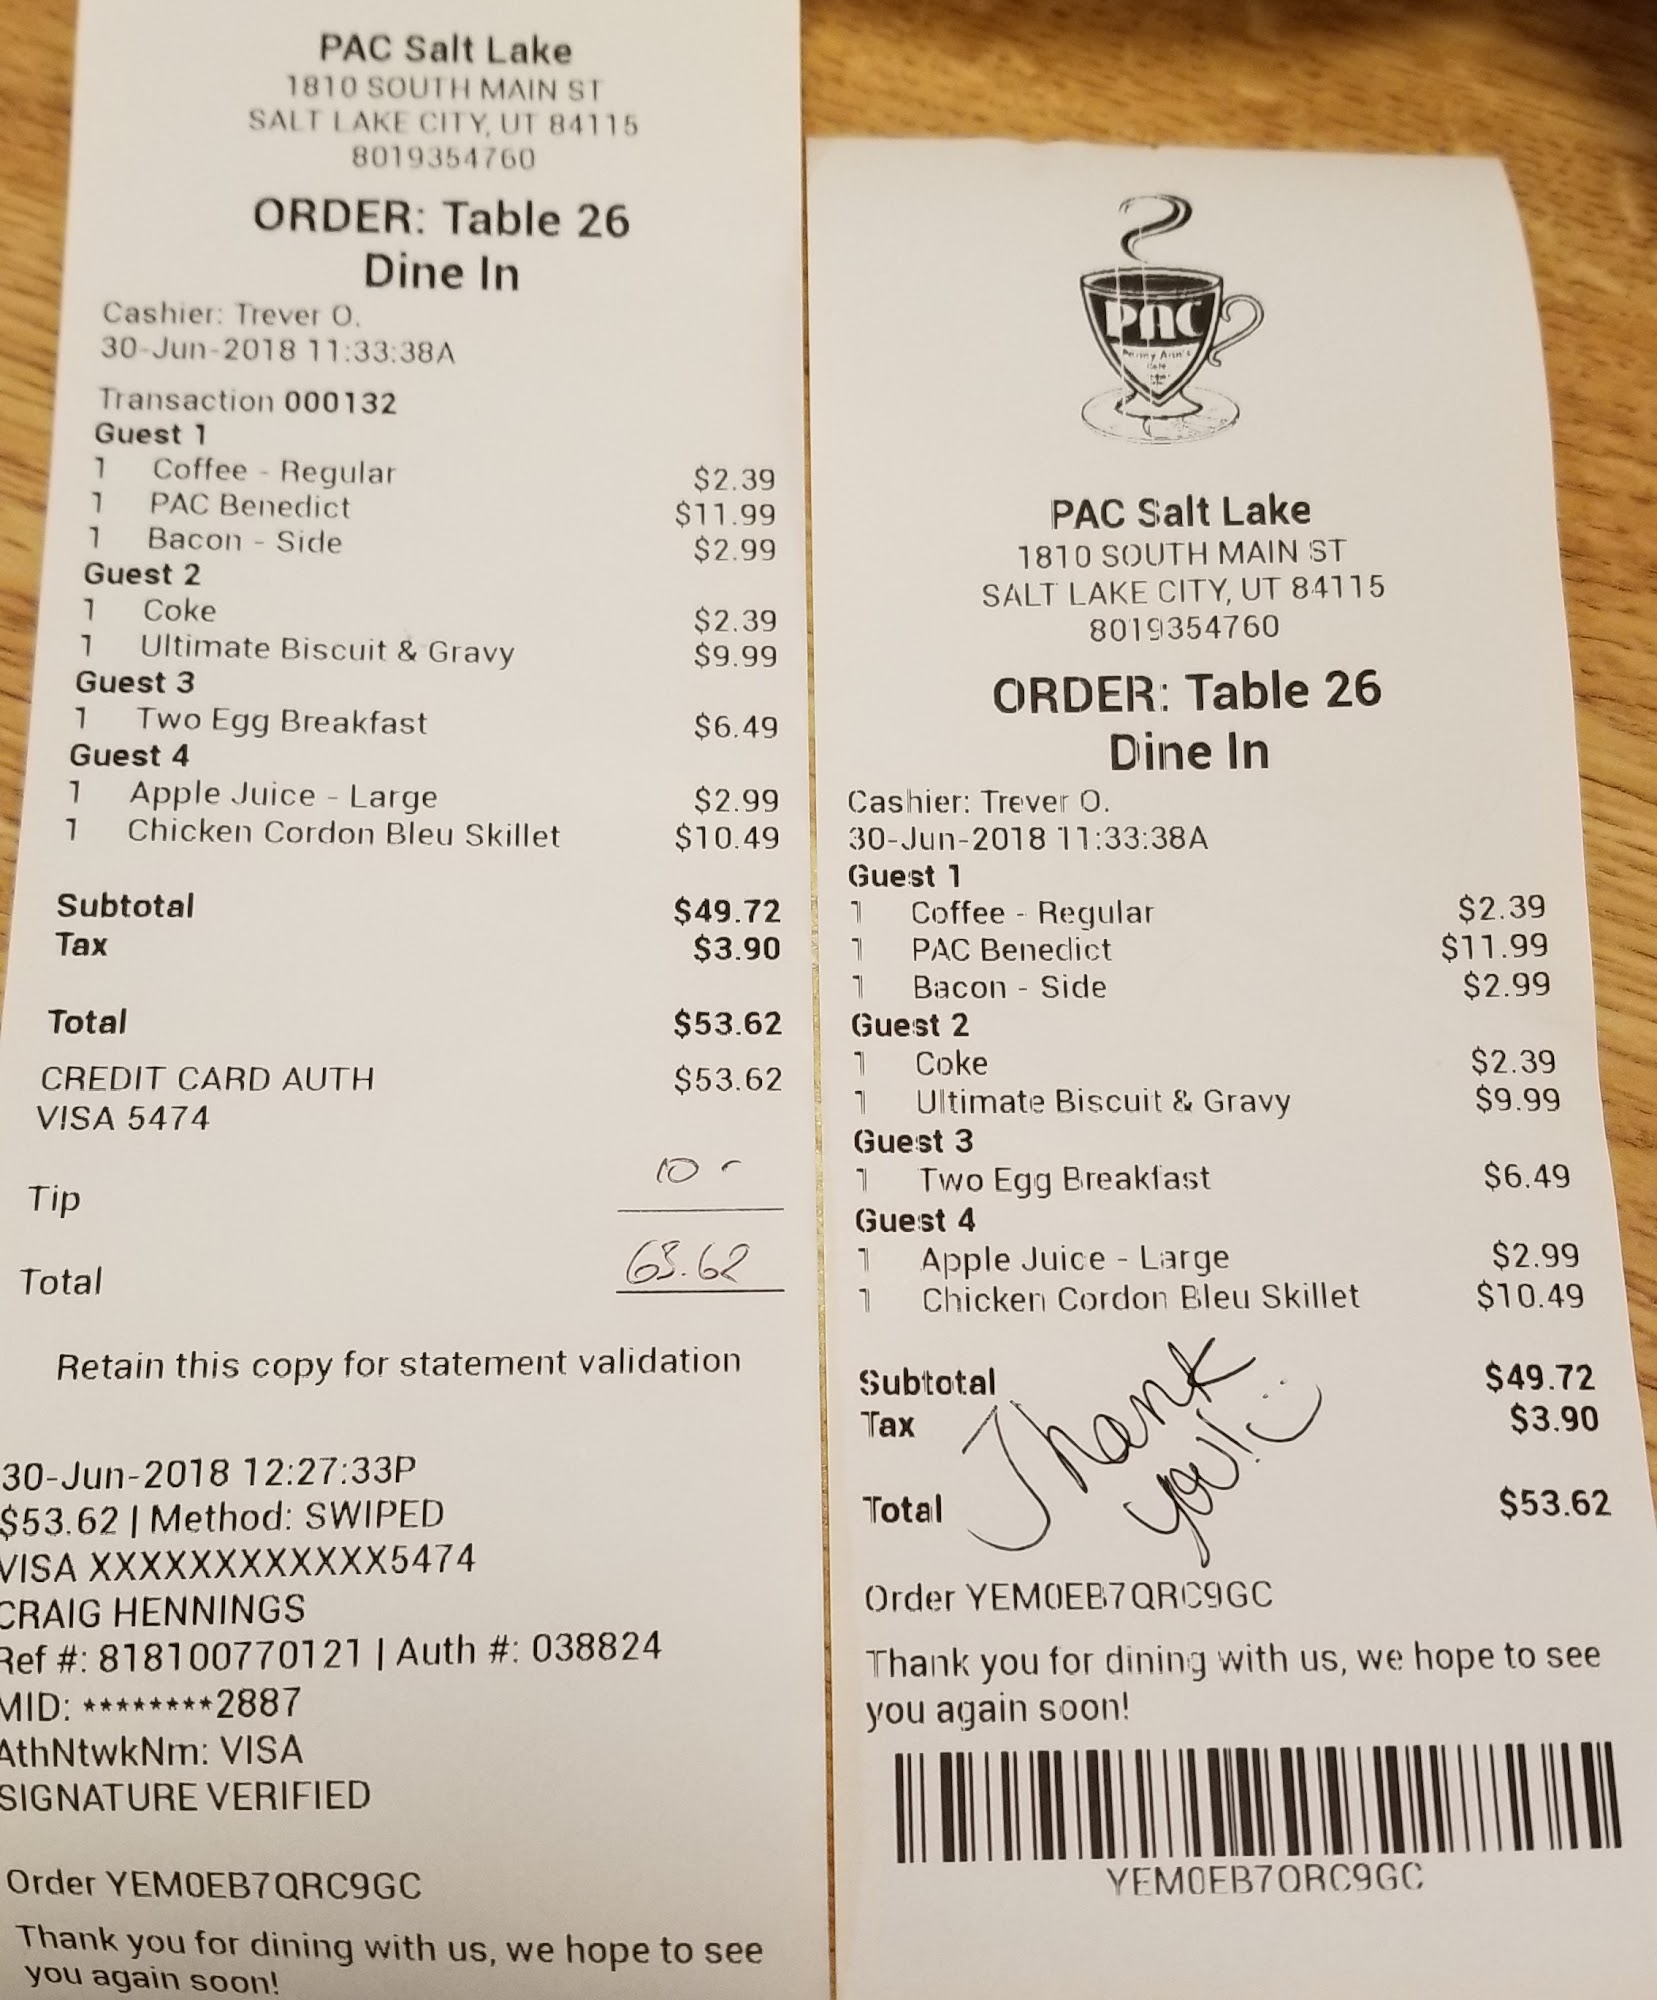 PAC Salt Lake
1810 SOUTH MAIN ST
SALT LAKE CITY, UT 84115
8019354760
ORDER: Table 26
Dine In
Cashier: Trever O.
30-Jun-2018 11:33:38A
Transaction 000132
Guest 1
1 Coffee - Regular $2.39
1 PAC Benedict $11.99
1 Bacon - Side $2.99
Guest 2
1 Coke $2.39
1 Ultimate Biscuit & Gravy $9.99
Guest 3
1 Two Egg Breakfast $6.49
Guest 4
1 Apple Juice - Large $2.99
1 Chicken Cordon Bleu Skillet $10.49
Subtotal $49.72
Tax $3.90
Total $53.62
CREDIT CARD AUTH $53.62
VISA 5474
Tip 10 -
Total 63.62
Retain this copy for statement validation
30-Jun-2018 12:27:33P
$53.62 | Method: SWIPED
VISA XXXXXXXXXXXX5474
CRAIG HENNINGS
Ref #: 818100770121 | Auth #: 038824
MID: ********2887
AthNtwkNm: VISA
SIGNATURE VERIFIED
Order YEM0EB7QRC9GC
Thank you for dining with us, we hope to see
you again soon!
PAC
Penny Ann's
Cafe
PAC Salt Lake
1810 SOUTH MAIN ST
SALT LAKE CITY, UT 84115
8019354760
ORDER: Table 26
Dine In
Cashier: Trever O.
30-Jun-2018 11:33:38A
Guest 1
1 Coffee - Regular $2.39
1 PAC Benedict $11.99
1 Bacon - Side $2.99
Guest 2
1 Coke $2.39
1 Ultimate Biscuit & Gravy $9.99
Guest 3
1 Two Egg Breakfast $6.49
Guest 4
1 Apple Juice - Large $2.99
1 Chicken Cordon Bleu Skillet $10.49
Subtotal $49.72
Tax $3.90
Total $53.62
Thank
you!
Order YEM0EB7QRC9GC
Thank you for dining with us, we hope to see
you again soon!
YEM0EB7QRC9GC